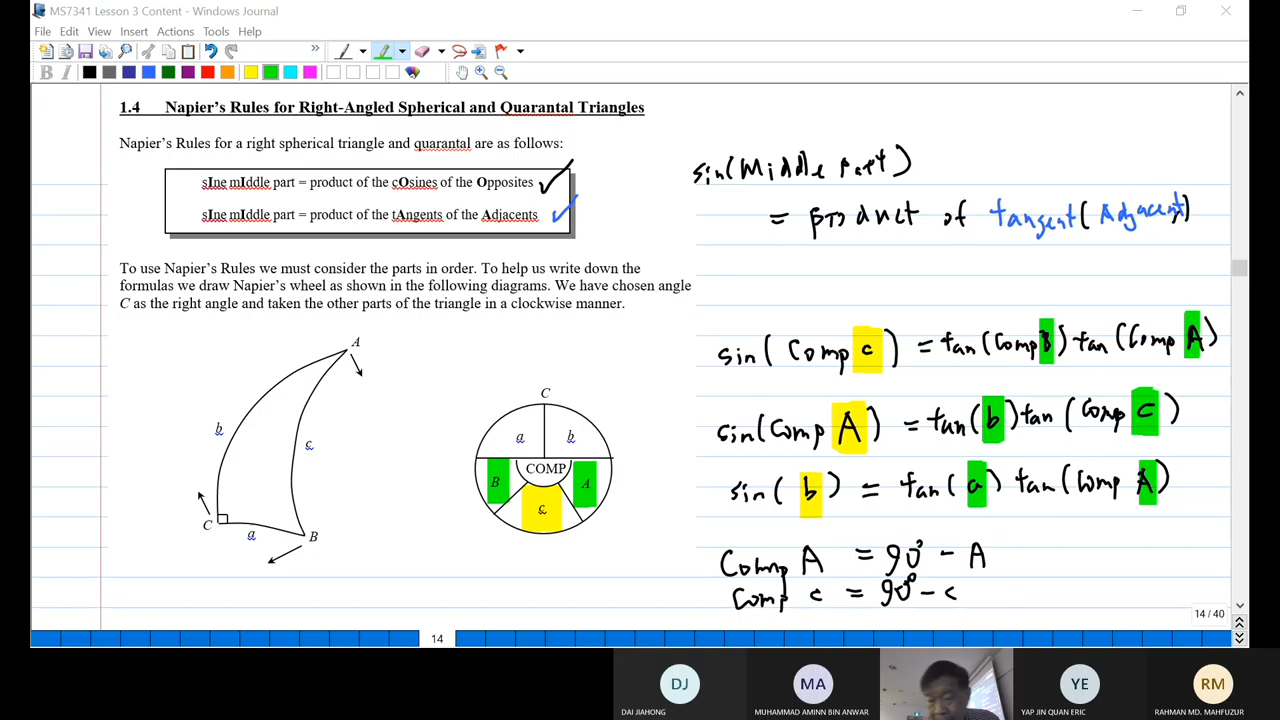 MS7341 Lesson 3 Content - Windows Journal
File Edit View Insert Actions Tools Help
B I
1.4 Napier's Rules for Right-Angled Spherical and Quarantal Triangles
Napier's Rules for a right spherical triangle and quarantal are as follows:
sIne mIddle part = product of the cOsines of the Opposites
sIne mIddle part = product of the tAngents of the Adjacents
To use Napier's Rules we must consider the parts in order. To help us write down the
formulas we draw Napier's wheel as shown in the following diagrams. We have chosen angle
C as the right angle and taken the other parts of the triangle in a clockwise manner.
A
b
c
C
a
B
C
a b
COMP
B A
c
sin(Middle part)
= product of tangent(Adjacent)
sin(Comp c) = tan(Comp B) tan(Comp A)
sin(Comp A) = tan(b) tan(Comp c)
sin(b) = tan(a) tan(Comp A)
Comp A = 90° - A
Comp c = 90° - c
14 / 40
14
DJ
DAI JIAHONG
MA
MUHAMMAD AMINN BIN ANWAR
YE
YAP JIN QUAN ERIC
RM
RAHMAN MD. MAHFUZUR